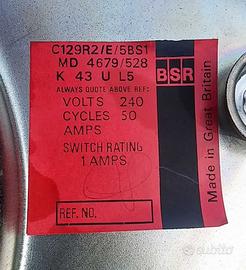 C129R2/E/5BS1
MD 4679/528
K 43 U L5
ALWAYS QUOTE ABOVE REF.
VOLTS 240
CYCLES 50
AMPS
SWITCH RATING
1 AMPS
REF. NO.
BSR
Made in Great Britain
subito